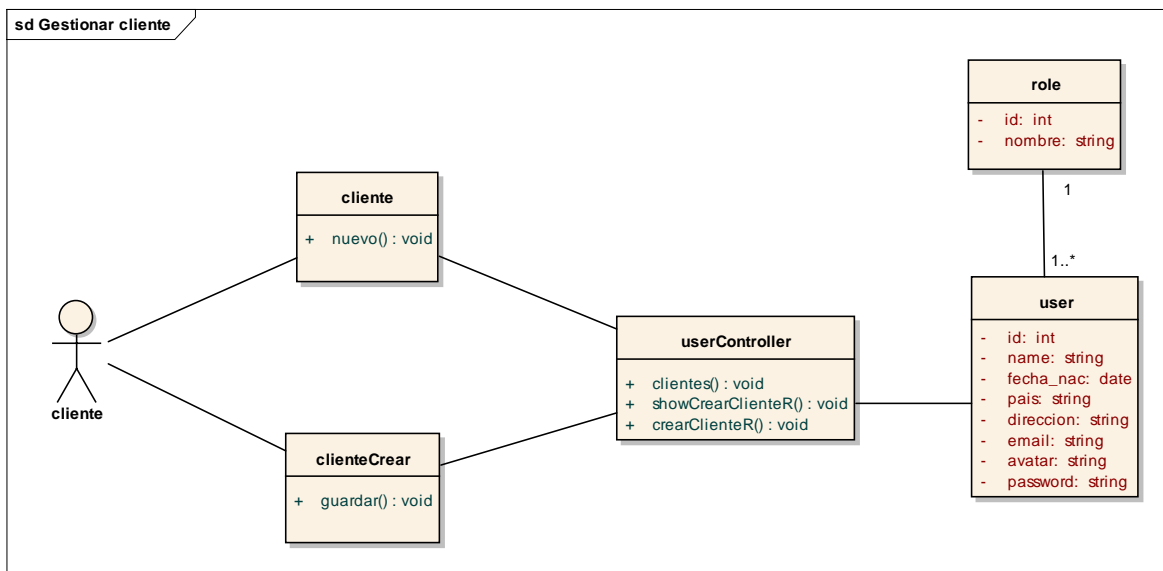 sd Gestionar cliente
role
- id: int
- nombre: string
1
1..*
cliente
+ nuevo() : void
cliente
clienteCrear
+ guardar() : void
userController
+ clientes() : void
+ showCrearClienteR() : void
+ crearClienteR() : void
user
- id: int
- name: string
- fecha_nac: date
- pais: string
- direccion: string
- email: string
- avatar: string
- password: string